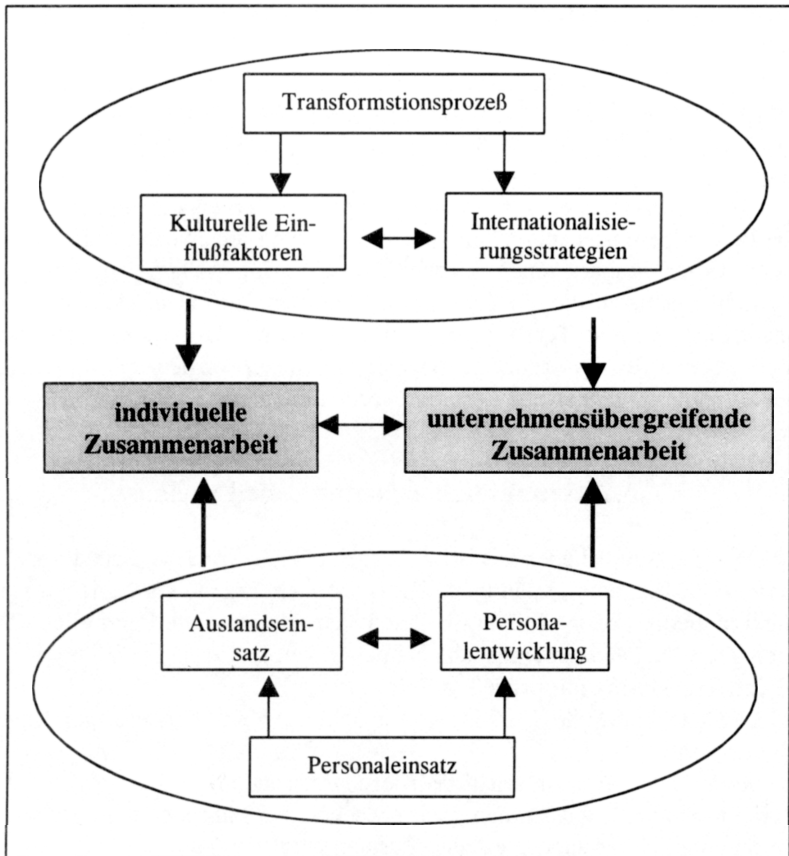 Transformstionsprozeß
Kulturelle Ein-
flußfaktoren
Internationalisie-
rungsstrategien
individuelle
Zusammenarbeit
unternehmensübergreifende
Zusammenarbeit
Auslandsein-
satz
Persona-
lentwicklung
Personaleinsatz